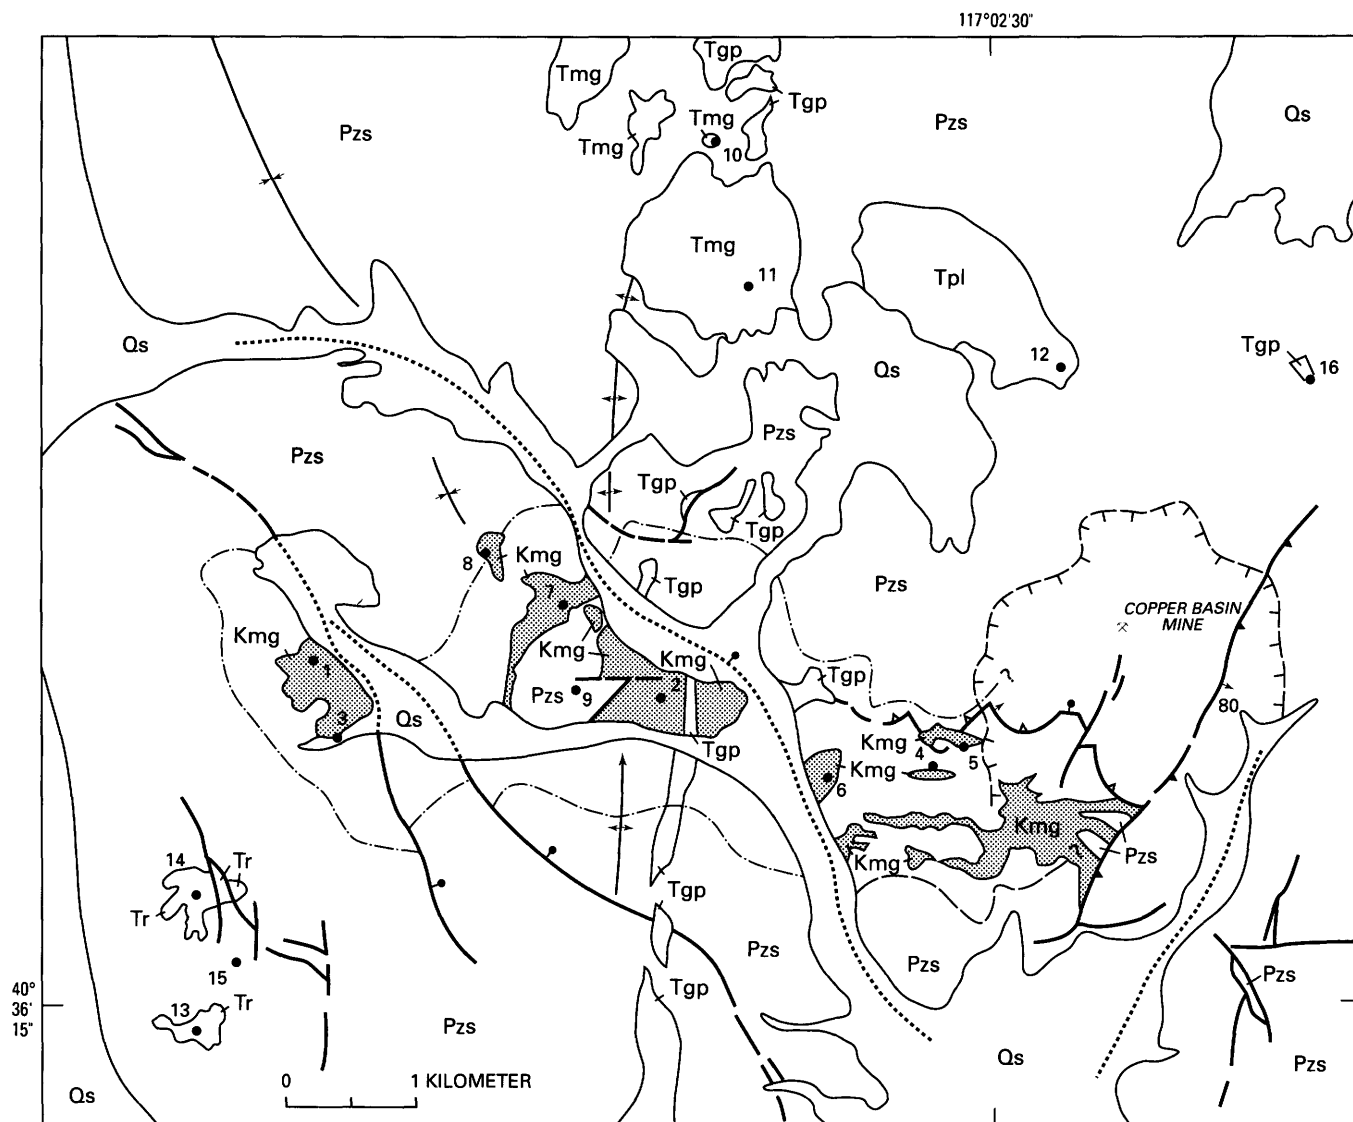 117°02'30"
Tgp
Tmg
Tgp
Qs
Pzs
Tmg
Pzs
Tmg
10
Tmg
11
Tpl
Qs
12
Qs
Tgp
16
Pzs
Pzs
Tgp
Tgp
8
Kmg
Pzs
Tgp
7
COPPER BASIN
MINE
Kmg
Kmg
Kmg
1
Tgp
?
Pzs
9
2
80
3
Qs
Kmg
4
5
Tgp
Kmg
6
Kmg
Kmg
?
Pzs
14
Tr
Tgp
Tr
Pzs
Pzs
15
Pzs
40°
36'
15"
13
Tr
Tgp
Pzs
Qs
Pzs
0
1 KILOMETER
Qs